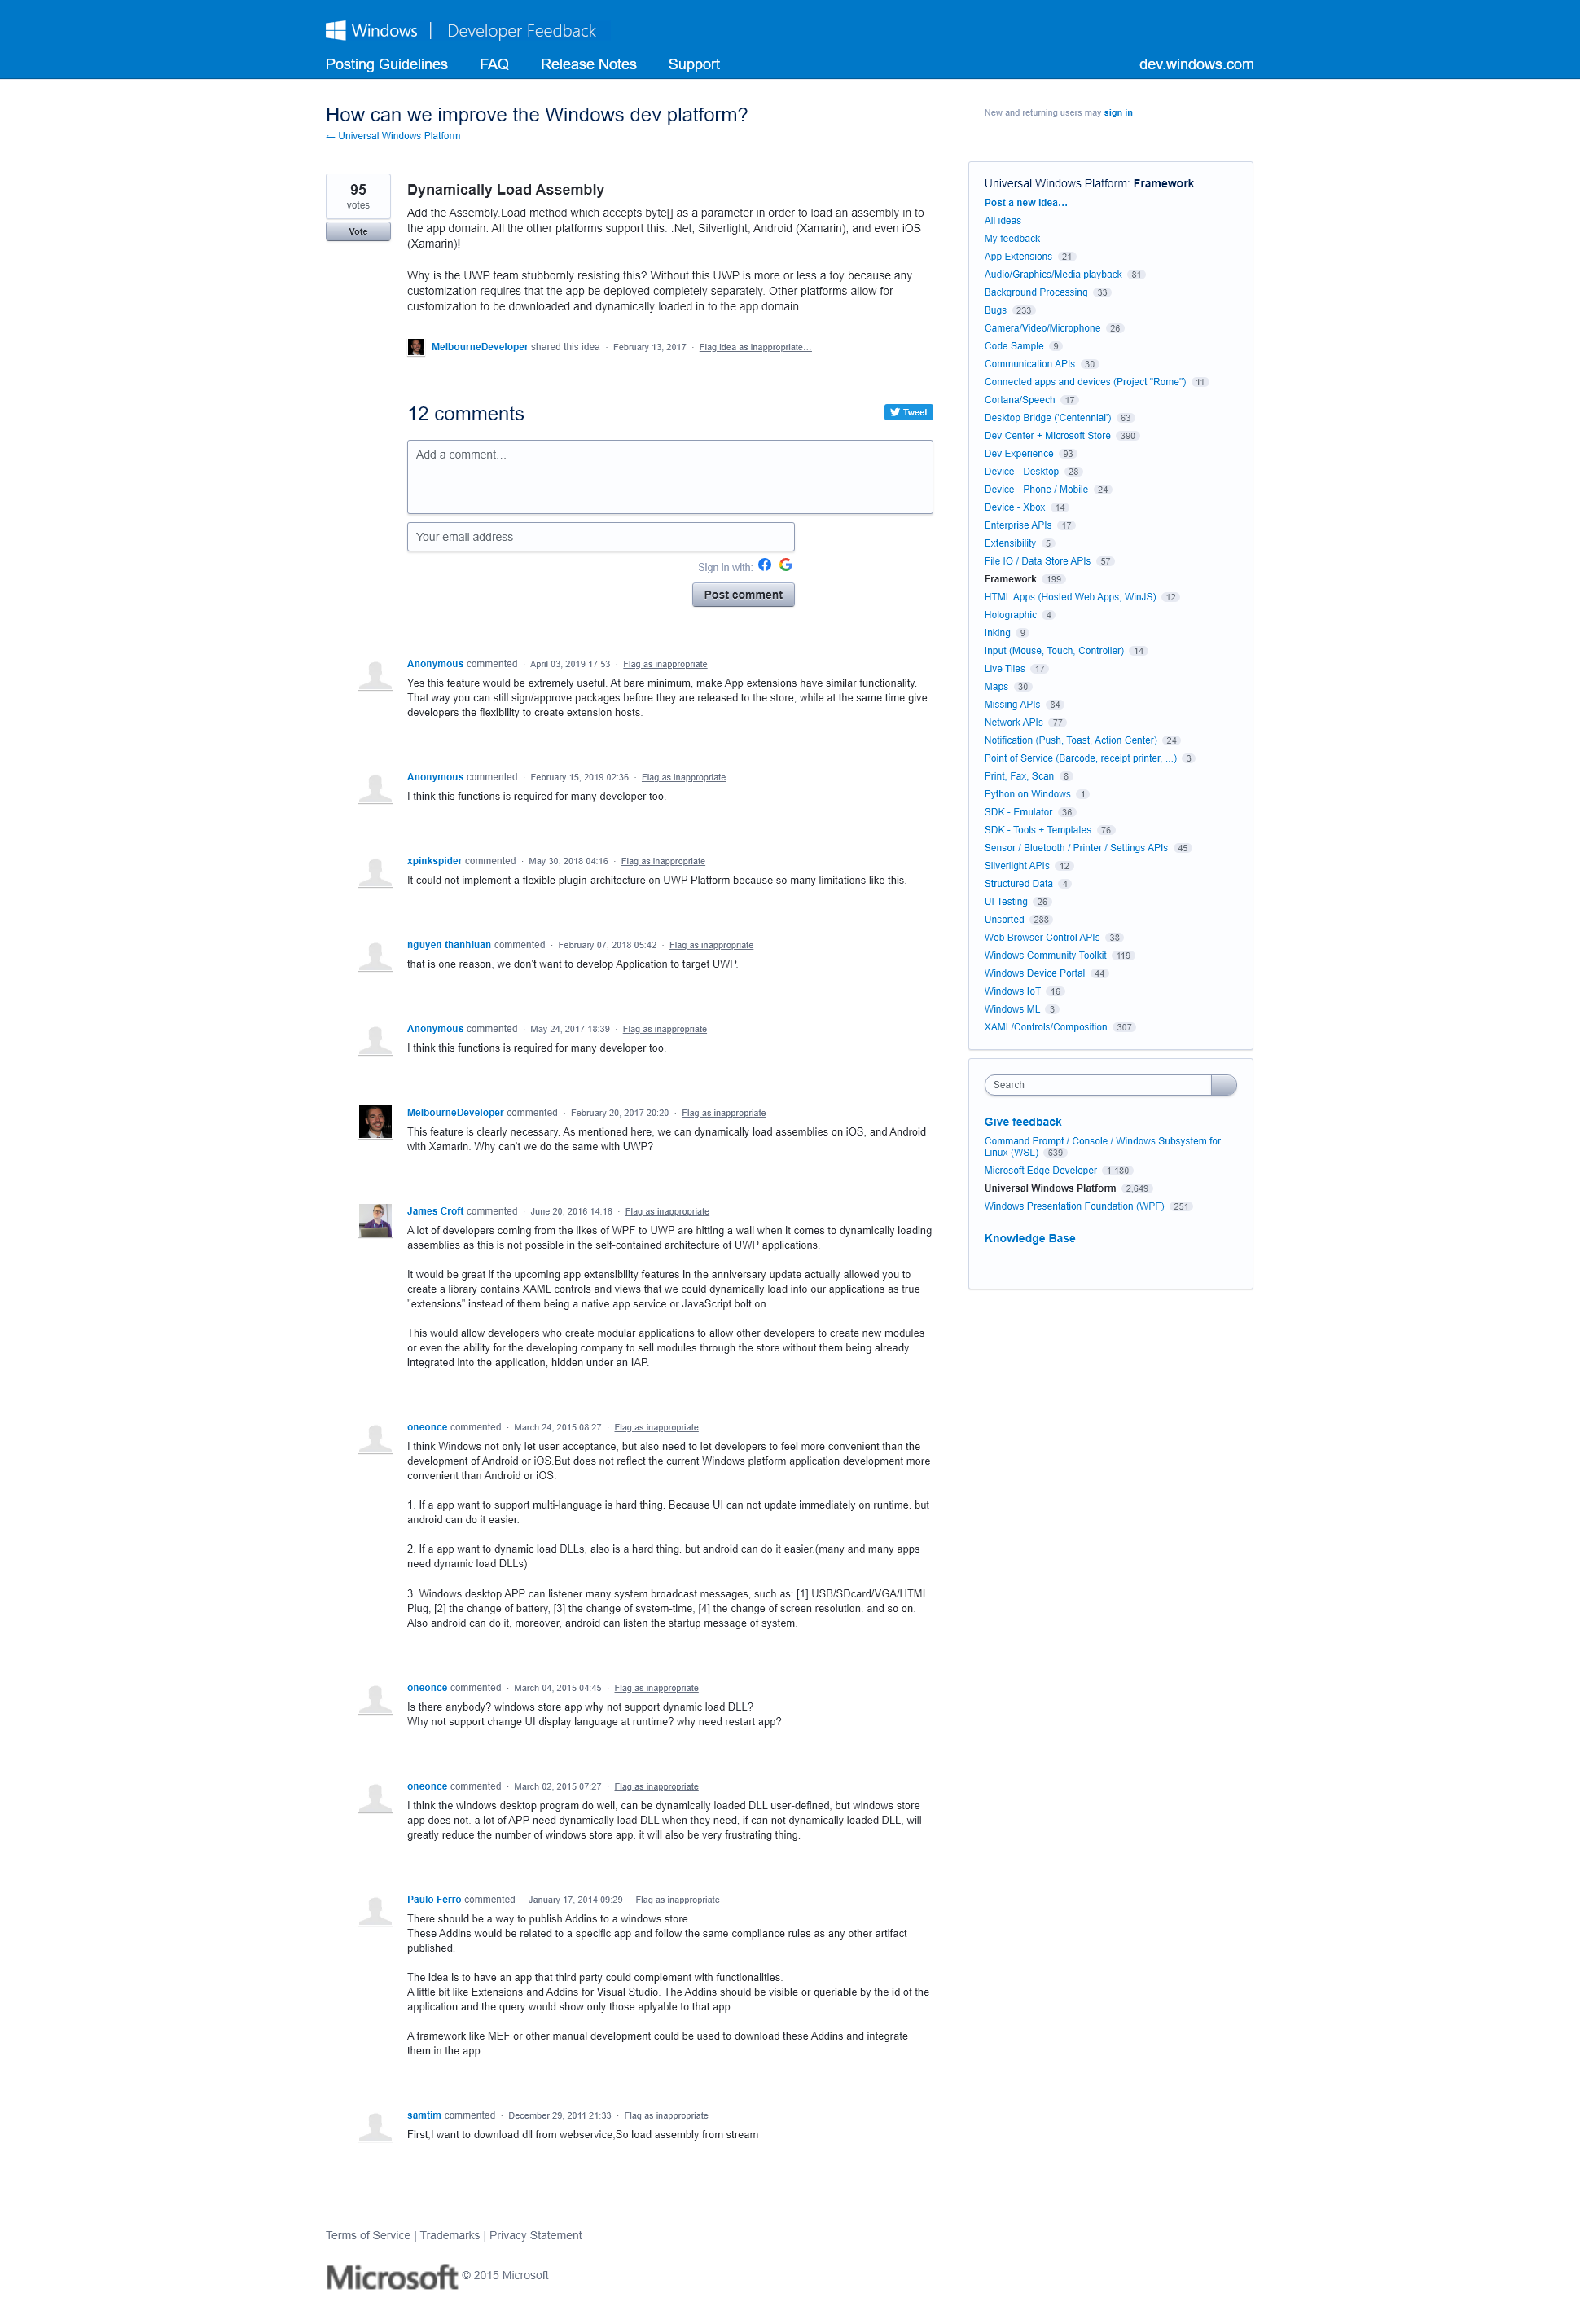 Windows | Developer Feedback
Posting Guidelines FAQ Release Notes Support dev.windows.com
How can we improve the Windows dev platform?
← Universal Windows Platform
95
votes
Vote
Dynamically Load Assembly
Add the Assembly.Load method which accepts byte[] as a parameter in order to load an assembly in to
the app domain. All the other platforms support this: .Net, Silverlight, Android (Xamarin), and even iOS
(Xamarin)!
Why is the UWP team stubbornly resisting this? Without this UWP is more or less a toy because any
customization requires that the app be deployed completely separately. Other platforms allow for
customization to be downloaded and dynamically loaded in to the app domain.
MelbourneDeveloper shared this idea · February 13, 2017 · Flag idea as inappropriate…
12 comments
Tweet
Add a comment…
Your email address
Sign in with:
Post comment
Anonymous commented · April 03, 2019 17:53 · Flag as inappropriate
Yes this feature would be extremely useful. At bare minimum, make App extensions have similar functionality.
That way you can still sign/approve packages before they are released to the store, while at the same time give
developers the flexibility to create extension hosts.
Anonymous commented · February 15, 2019 02:36 · Flag as inappropriate
I think this functions is required for many developer too.
xpinkspider commented · May 30, 2018 04:16 · Flag as inappropriate
It could not implement a flexible plugin-architecture on UWP Platform because so many limitations like this.
nguyen thanhluan commented · February 07, 2018 05:42 · Flag as inappropriate
that is one reason, we don't want to develop Application to target UWP.
Anonymous commented · May 24, 2017 18:39 · Flag as inappropriate
I think this functions is required for many developer too.
MelbourneDeveloper commented · February 20, 2017 20:20 · Flag as inappropriate
This feature is clearly necessary. As mentioned here, we can dynamically load assemblies on iOS, and Android
with Xamarin. Why can't we do the same with UWP?
James Croft commented · June 20, 2016 14:16 · Flag as inappropriate
A lot of developers coming from the likes of WPF to UWP are hitting a wall when it comes to dynamically loading
assemblies as this is not possible in the self-contained architecture of UWP applications.
It would be great if the upcoming app extensibility features in the anniversary update actually allowed you to
create a library contains XAML controls and views that we could dynamically load into our applications as true
"extensions" instead of them being a native app service or JavaScript bolt on.
This would allow developers who create modular applications to allow other developers to create new modules
or even the ability for the developing company to sell modules through the store without them being already
integrated into the application, hidden under an IAP.
oneonce commented · March 24, 2015 08:27 · Flag as inappropriate
I think Windows not only let user acceptance, but also need to let developers to feel more convenient than the
development of Android or iOS.But does not reflect the current Windows platform application development more
convenient than Android or iOS.
1. If a app want to support multi-language is hard thing. Because UI can not update immediately on runtime. but
android can do it easier.
2. If a app want to dynamic load DLLs, also is a hard thing. but android can do it easier.(many and many apps
need dynamic load DLLs)
3. Windows desktop APP can listener many system broadcast messages, such as: [1] USB/SDcard/VGA/HTMI
Plug, [2] the change of battery, [3] the change of system-time, [4] the change of screen resolution. and so on.
Also android can do it, moreover, android can listen the startup message of system.
oneonce commented · March 04, 2015 04:45 · Flag as inappropriate
Is there anybody? windows store app why not support dynamic load DLL?
Why not support change UI display language at runtime? why need restart app?
oneonce commented · March 02, 2015 07:27 · Flag as inappropriate
I think the windows desktop program do well, can be dynamically loaded DLL user-defined, but windows store
app does not. a lot of APP need dynamically load DLL when they need, if can not dynamically loaded DLL, will
greatly reduce the number of windows store app. it will also be very frustrating thing.
Paulo Ferro commented · January 17, 2014 09:29 · Flag as inappropriate
There should be a way to publish Addins to a windows store.
These Addins would be related to a specific app and follow the same compliance rules as any other artifact
published.
The idea is to have an app that third party could complement with functionalities.
A little bit like Extensions and Addins for Visual Studio. The Addins should be visible or queriable by the id of the
application and the query would show only those aplyable to that app.
A framework like MEF or other manual development could be used to download these Addins and integrate
them in the app.
samtim commented · December 29, 2011 21:33 · Flag as inappropriate
First,I want to download dll from webservice,So load assembly from stream
New and returning users may sign in
Universal Windows Platform: Framework
Post a new idea…
All ideas
My feedback
App Extensions 21
Audio/Graphics/Media playback 81
Background Processing 33
Bugs 233
Camera/Video/Microphone 26
Code Sample 9
Communication APIs 30
Connected apps and devices (Project "Rome") 11
Cortana/Speech 17
Desktop Bridge ('Centennial') 63
Dev Center + Microsoft Store 390
Dev Experience 93
Device - Desktop 28
Device - Phone / Mobile 24
Device - Xbox 14
Enterprise APIs 17
Extensibility 5
File IO / Data Store APIs 57
Framework 199
HTML Apps (Hosted Web Apps, WinJS) 12
Holographic 4
Inking 9
Input (Mouse, Touch, Controller) 14
Live Tiles 17
Maps 30
Missing APIs 84
Network APIs 77
Notification (Push, Toast, Action Center) 24
Point of Service (Barcode, receipt printer, ...) 3
Print, Fax, Scan 8
Python on Windows 1
SDK - Emulator 36
SDK - Tools + Templates 76
Sensor / Bluetooth / Printer / Settings APIs 45
Silverlight APIs 12
Structured Data 4
UI Testing 26
Unsorted 288
Web Browser Control APIs 38
Windows Community Toolkit 119
Windows Device Portal 44
Windows IoT 16
Windows ML 3
XAML/Controls/Composition 307
Search
Give feedback
Command Prompt / Console / Windows Subsystem for
Linux (WSL) 639
Microsoft Edge Developer 1,180
Universal Windows Platform 2,649
Windows Presentation Foundation (WPF) 251
Knowledge Base
Terms of Service | Trademarks | Privacy Statement
Microsoft © 2015 Microsoft